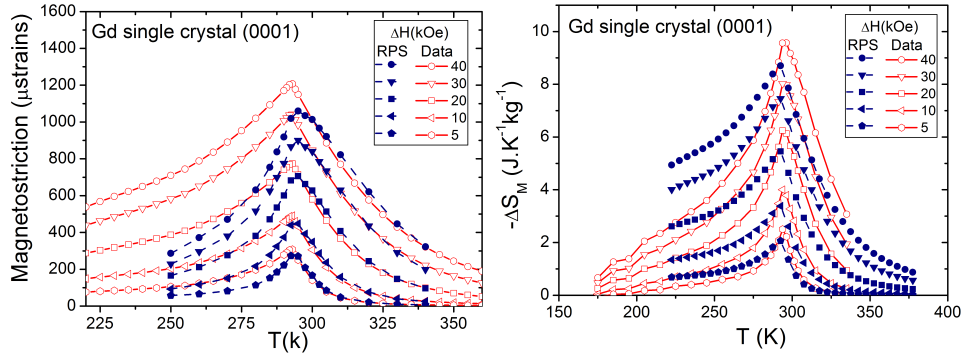 Gd single crystal (0001)
ΔH(kOe)
RPS Data
40
30
20
10
5
Magnetostriction (μstrains)
1600
1400
1200
1000
800
600
400
200
0
225 250 275 300 325 350
T(k)
Gd single crystal (0001)
ΔH(kOe)
RPS Data
40
30
20
10
5
-ΔS_M (J.K⁻¹kg⁻¹)
10
8
6
4
2
0
150 200 250 300 350 400
T (K)